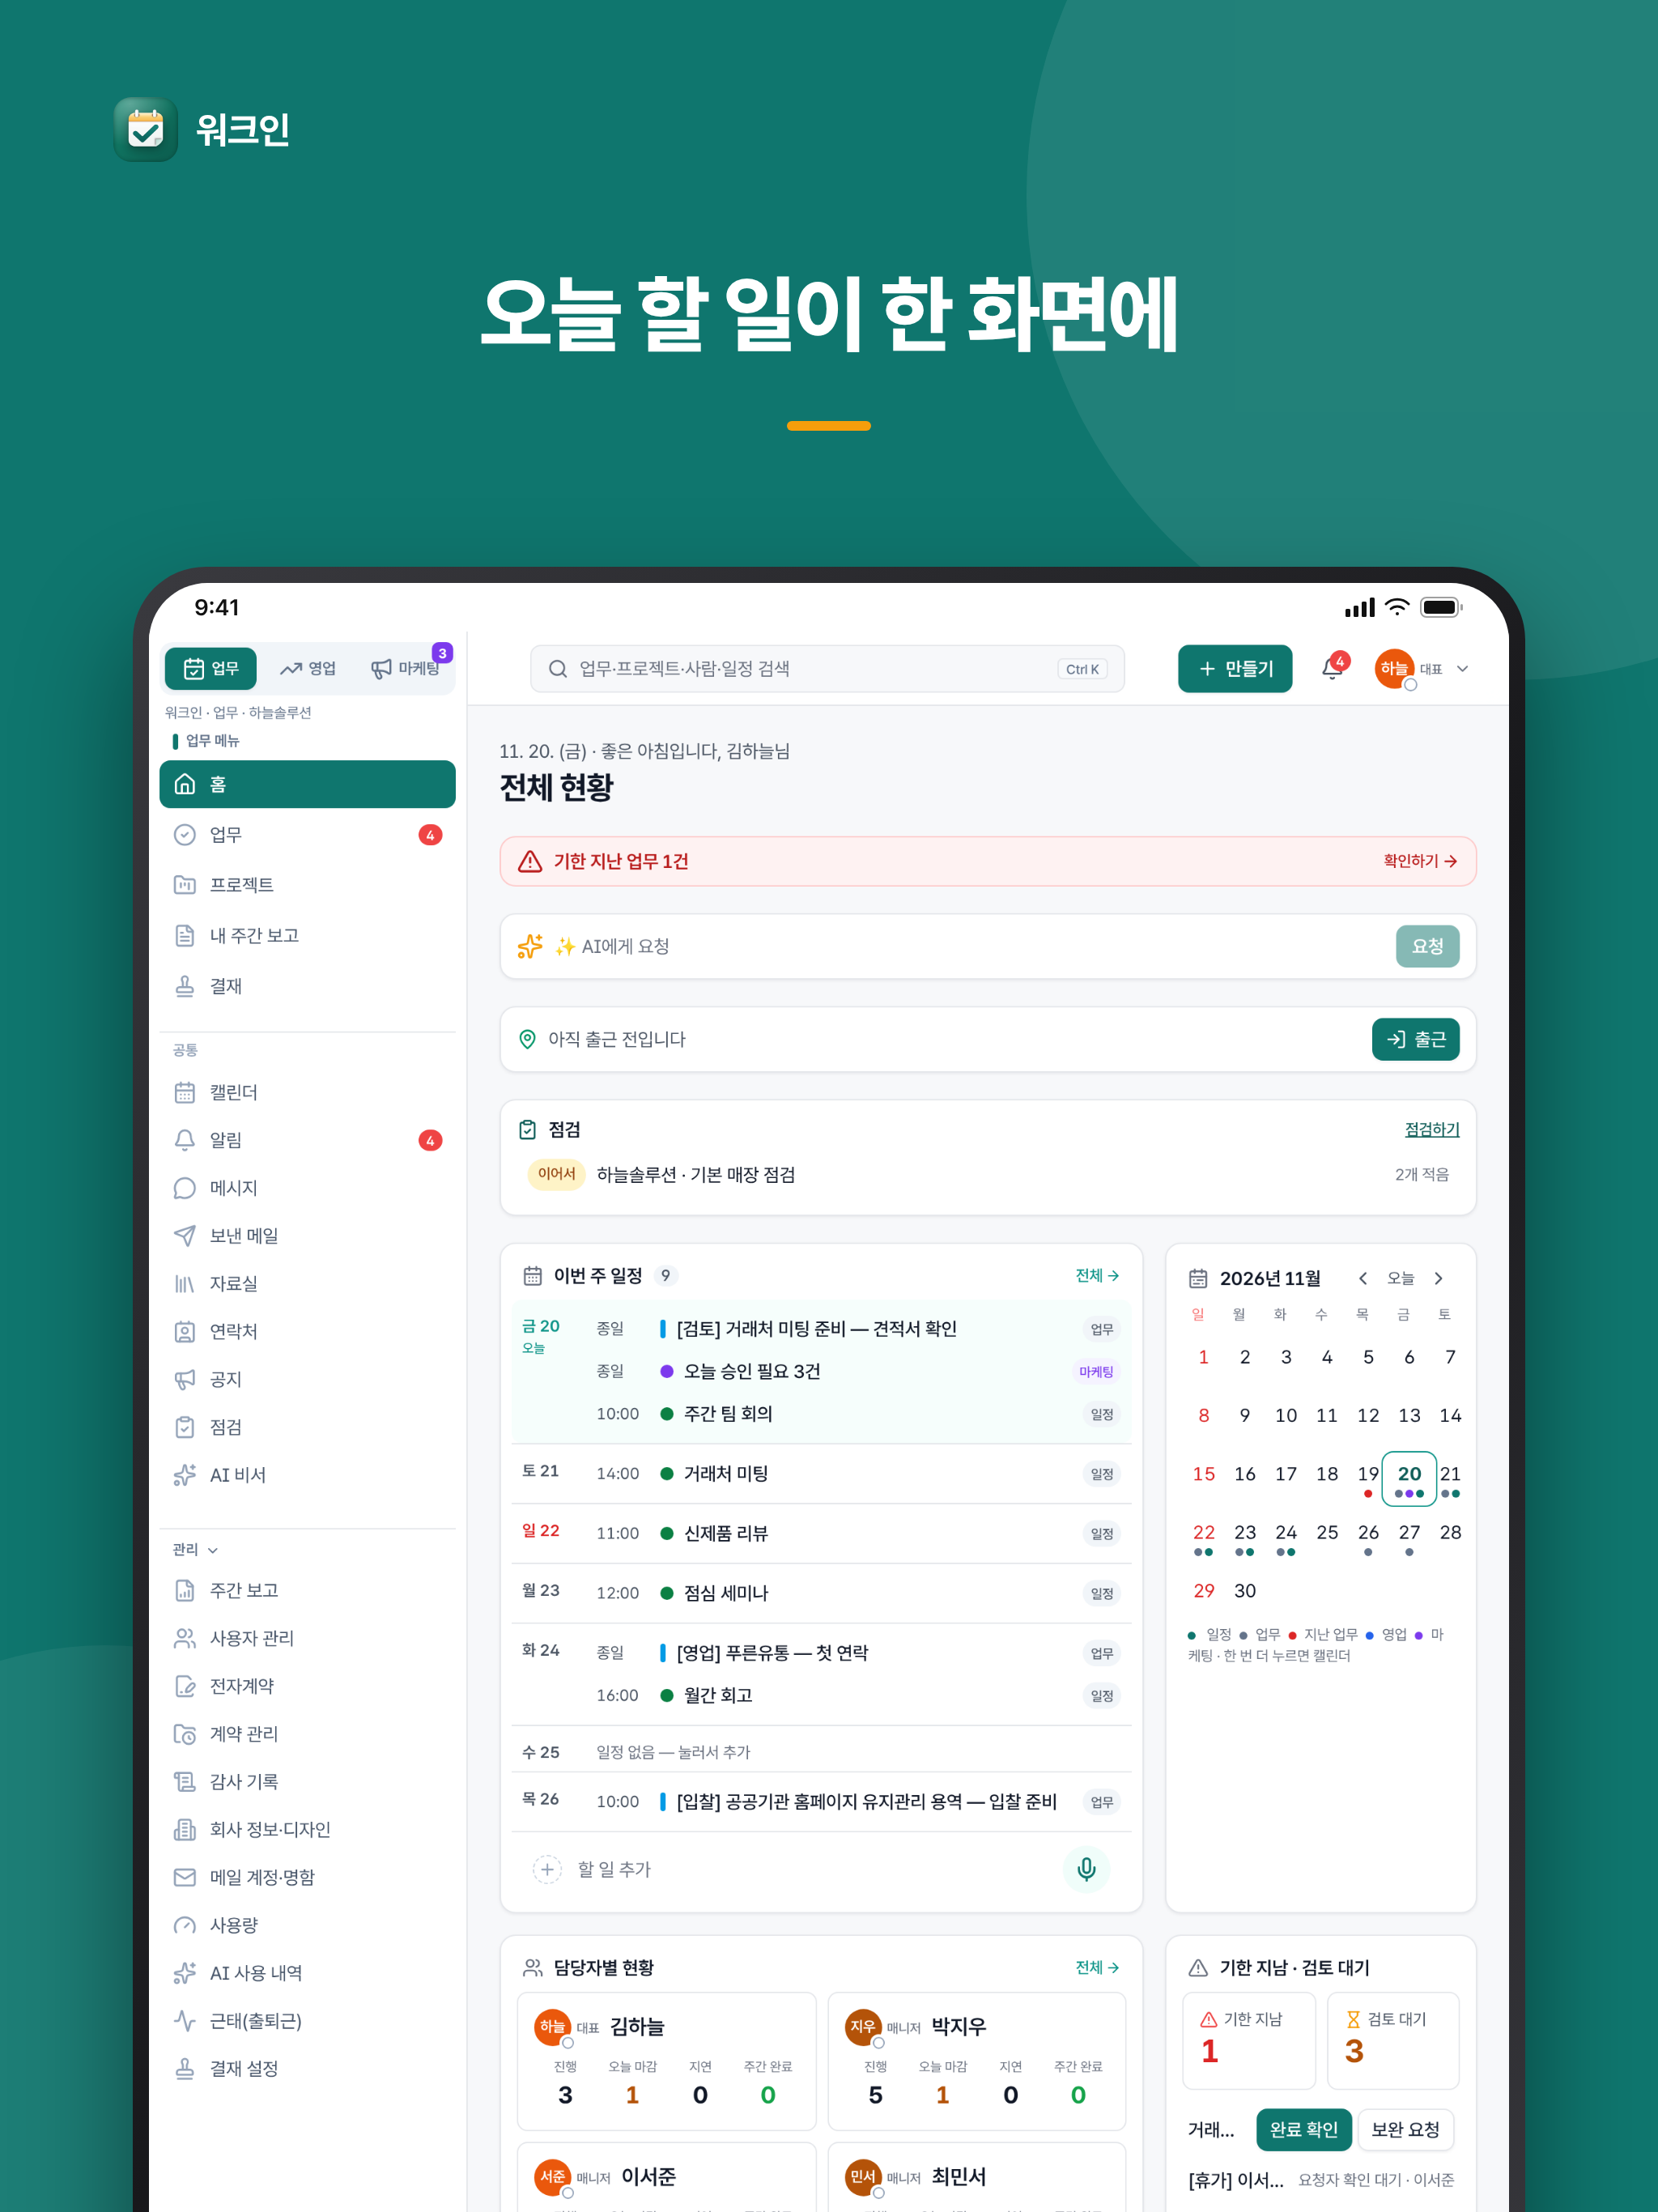 워크인
오늘 할 일이 한 화면에
9:41
업무
영업
마케팅
3
업무·프로젝트·사람·일정 검색
Ctrl K
만들기
4
하늘
대표
워크인 · 업무 · 하늘솔루션
업무 메뉴
홈
업무
4
프로젝트
내 주간 보고
결재
공통
캘린더
알림
4
메시지
보낸 메일
자료실
연락처
공지
점검
AI 비서
관리
주간 보고
사용자 관리
전자계약
계약 관리
감사 기록
회사 정보·디자인
메일 계정·명함
사용량
AI 사용 내역
근태(출퇴근)
결재 설정
11. 20. (금) · 좋은 아침입니다, 김하늘님
전체 현황
기한 지난 업무 1건
확인하기
✨ AI에게 요청
요청
아직 출근 전입니다
출근
점검
점검하기
이어서
하늘솔루션 · 기본 매장 점검
2개 적음
이번 주 일정
9
전체
금 20
오늘
종일 [검토] 거래처 미팅 준비 — 견적서 확인 업무
종일 오늘 승인 필요 3건 마케팅
10:00 주간 팀 회의 일정
토 21 14:00 거래처 미팅 일정
일 22 11:00 신제품 리뷰 일정
월 23 12:00 점심 세미나 일정
화 24 종일 [영업] 푸른유통 — 첫 연락 업무
16:00 월간 회고 일정
수 25 일정 없음 — 눌러서 추가
목 26 10:00 [입찰] 공공기관 홈페이지 유지관리 용역 — 입찰 준비 업무
할 일 추가
2026년 11월
오늘
일 월 화 수 목 금 토
1 2 3 4 5 6 7
8 9 10 11 12 13 14
15 16 17 18 19 20 21
22 23 24 25 26 27 28
29 30
일정 업무 지난 업무 영업 마
케팅 · 한 번 더 누르면 캘린더
담당자별 현황
전체
하늘 대표 김하늘
진행 오늘 마감 지연 주간 완료
3 1 0 0
지우 매니저 박지우
진행 오늘 마감 지연 주간 완료
5 1 0 0
서준 매니저 이서준
민서 매니저 최민서
기한 지남 · 검토 대기
기한 지남
1
검토 대기
3
거래...
완료 확인
보완 요청
[휴가] 이서...
요청자 확인 대기 · 이서준